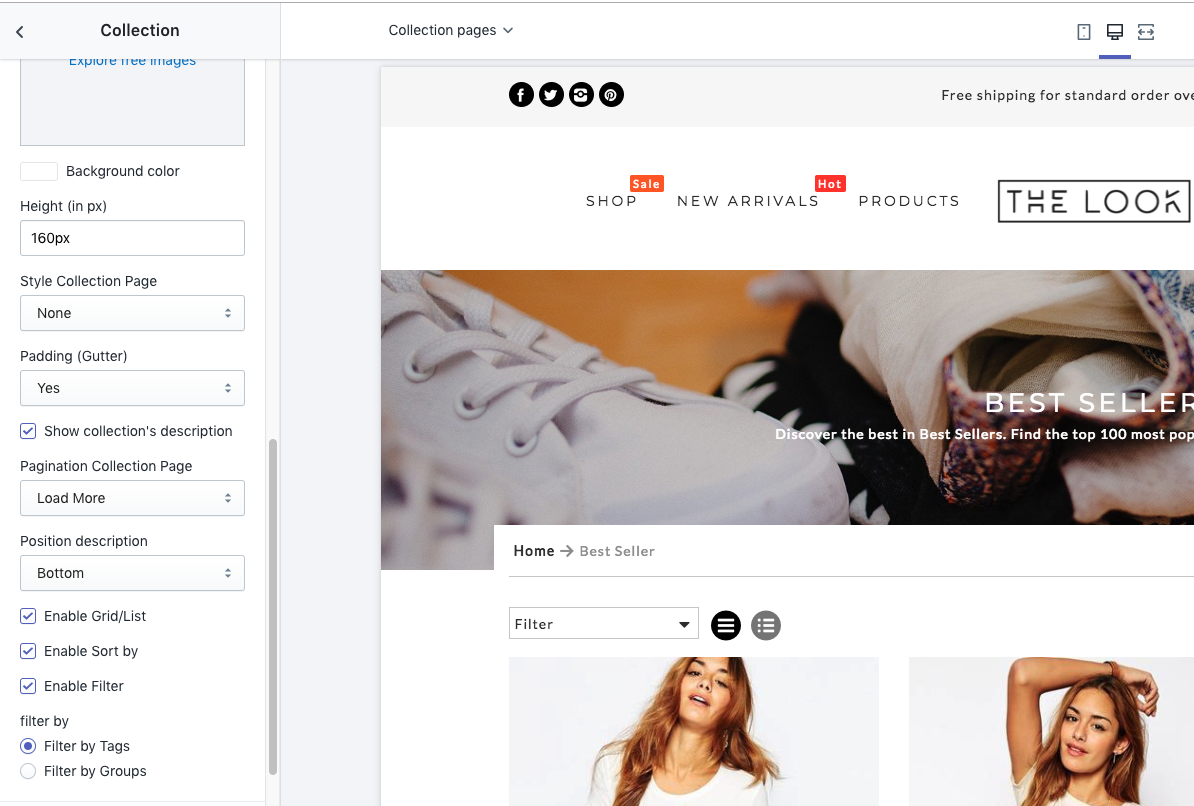 Collection
Explore free images
Background color
Height (in px)
160px
Style Collection Page
None
Padding (Gutter)
Yes
Show collection's description
Pagination Collection Page
Load More
Position description
Bottom
Enable Grid/List
Enable Sort by
Enable Filter
filter by
Filter by Tags
Filter by Groups
Collection pages
Free shipping for standard order ove
Sale
Hot
SHOP NEW ARRIVALS PRODUCTS
THE LOOK
BEST SELLER
Discover the best in Best Sellers. Find the top 100 most pop
Home → Best Seller
Filter